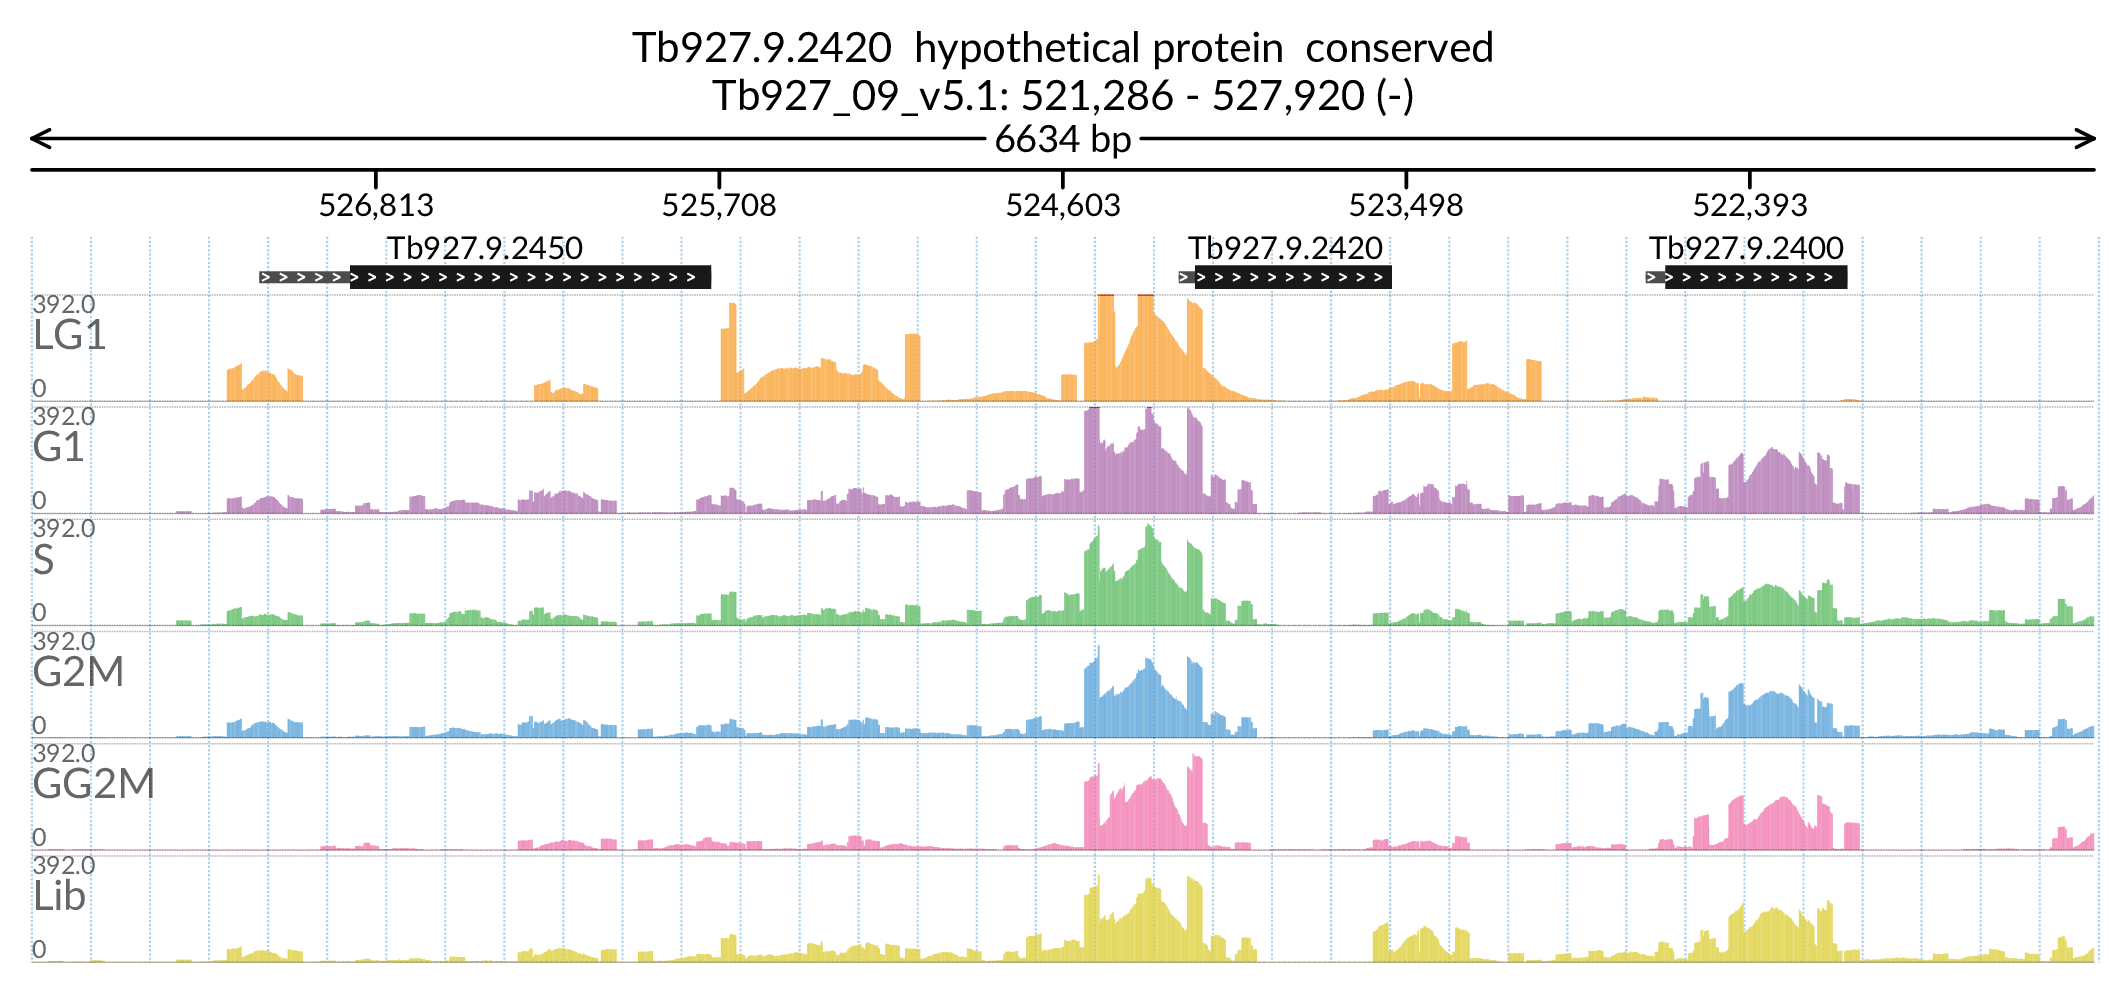 Tb927.9.2420 hypothetical protein conserved
Tb927_09_v5.1: 521,286 - 527,920 (-)
6634 bp
526,813 525,708 524,603 523,498 522,393
Tb927.9.2450 Tb927.9.2420 Tb927.9.2400
392.0
LG1
0
392.0
G1
0
392.0
S
0
392.0
G2M
0
392.0
GG2M
0
392.0
Lib
0